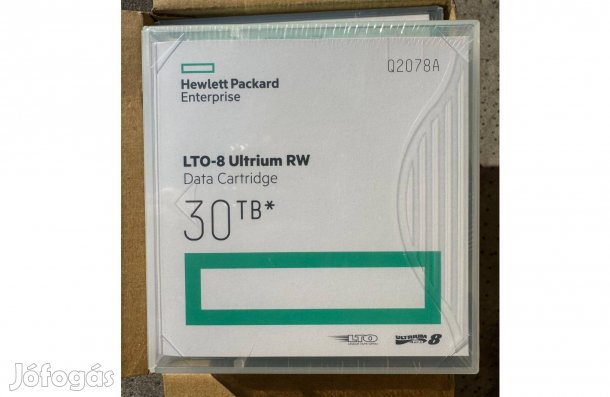 Q2078A
Hewlett Packard
Enterprise
LTO-8 Ultrium RW
Data Cartridge
30TB*
LTO
ULTRIUM 8
Jófogás